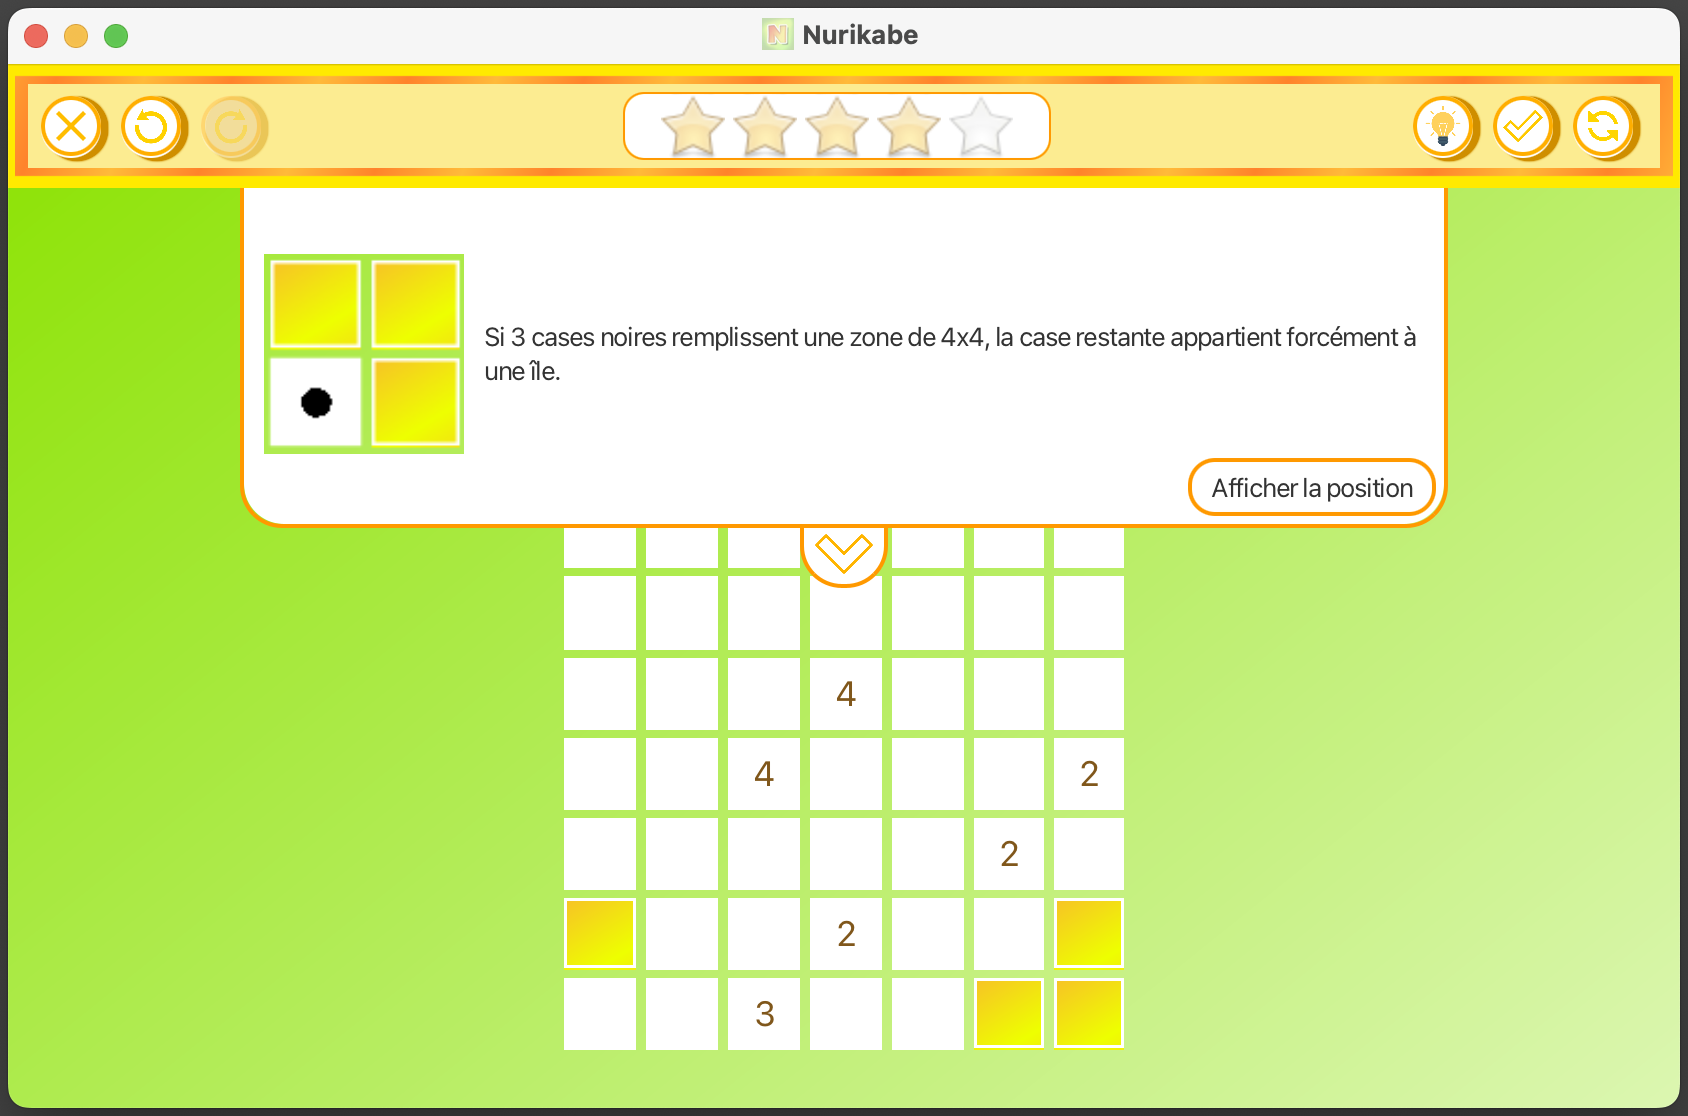 Nurikabe
Si 3 cases noires remplissent une zone de 4x4, la case restante appartient forcément à
une île.
Afficher la position
4
4 2
2
2
3